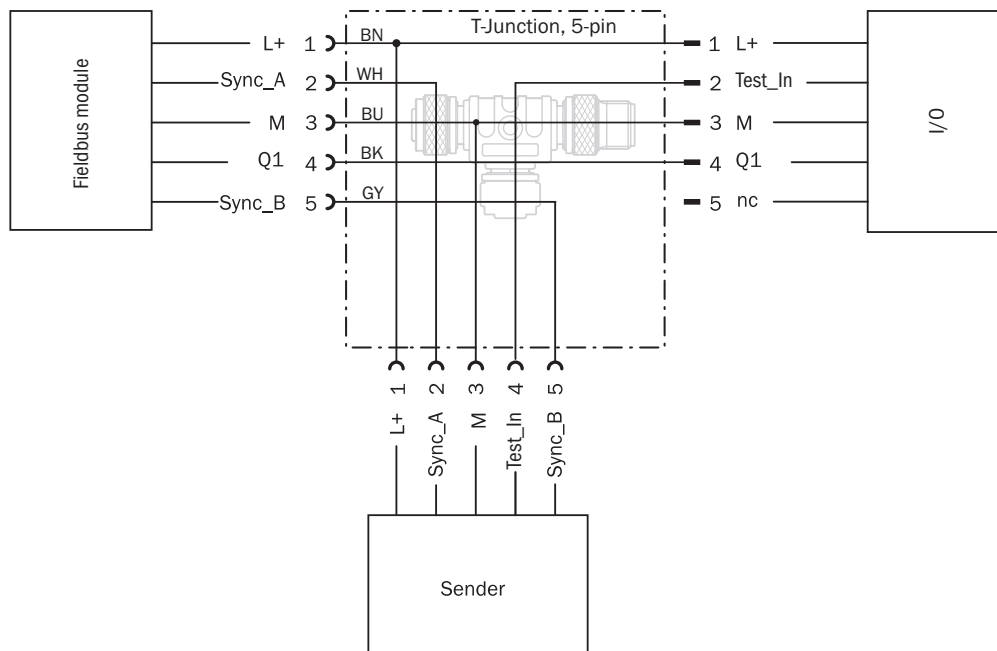 T-Junction, 5-pin
Fieldbus module
L+ 1 BN 1 L+
Sync_A 2 WH 2 Test_In
M 3 BU 3 M
Q1 4 BK 4 Q1
Sync_B 5 GY 5 nc
I/O
1 2 3 4 5
L+ Sync_A M Test_In Sync_B
Sender